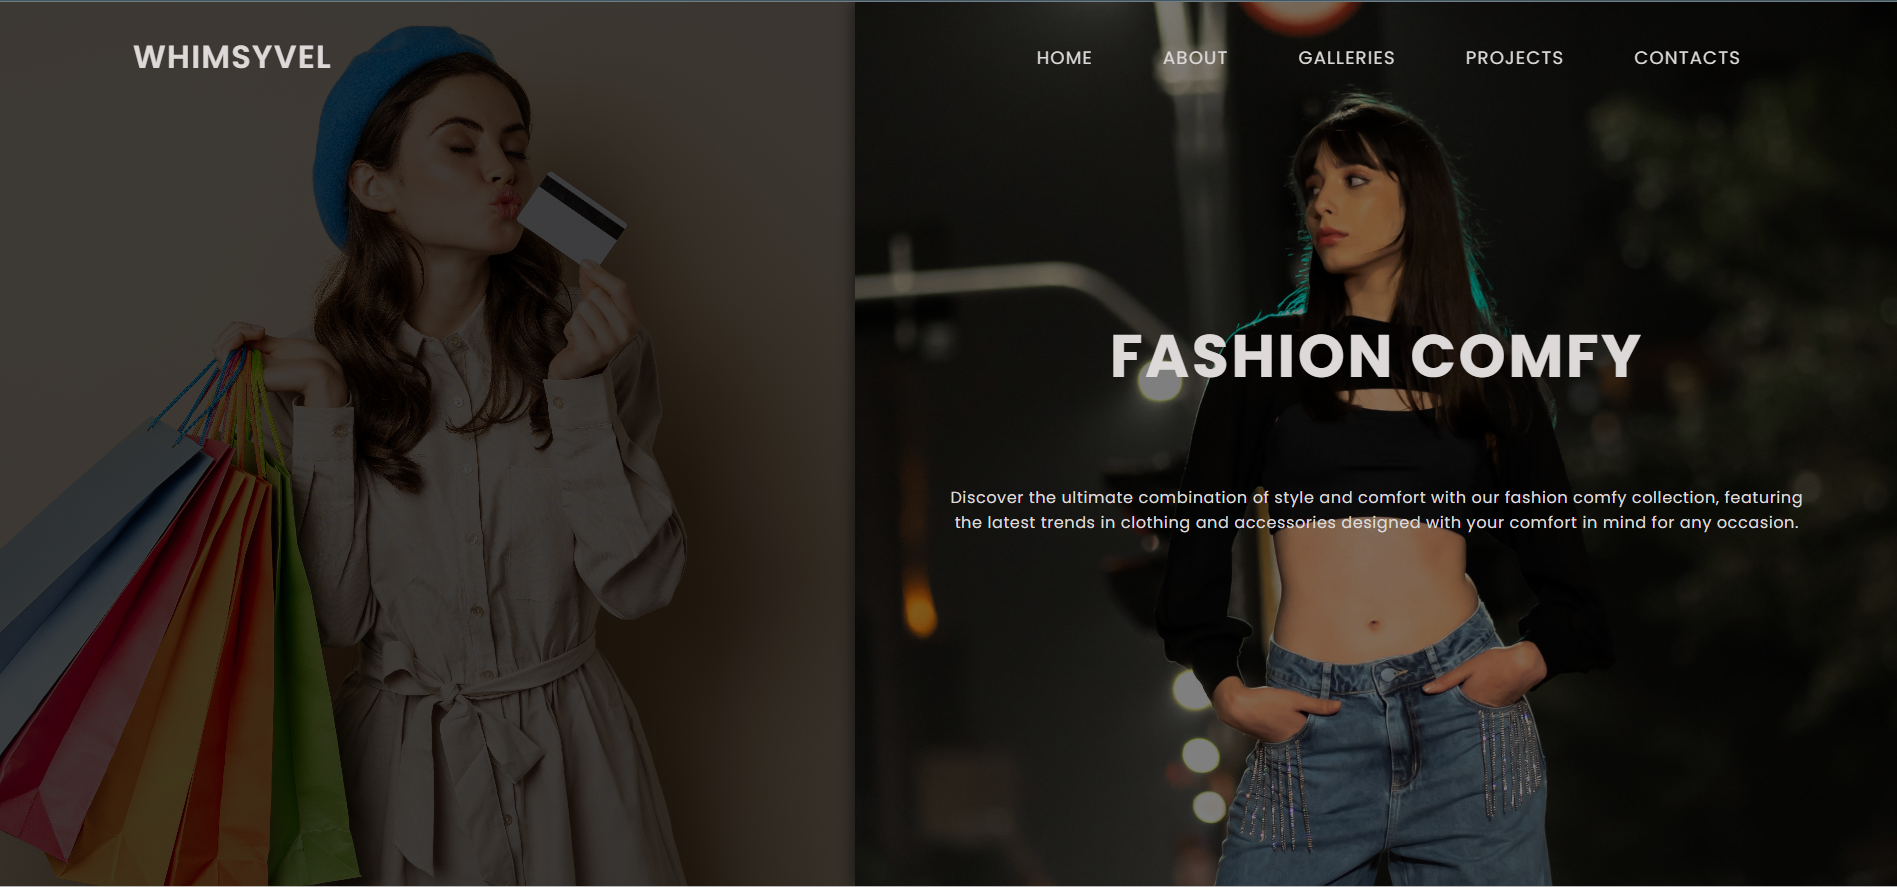 WHIMSYVEL
HOME ABOUT GALLERIES PROJECTS CONTACTS
FASHION COMFY
Discover the ultimate combination of style and comfort with our fashion comfy collection, featuring
the latest trends in clothing and accessories designed with your comfort in mind for any occasion.